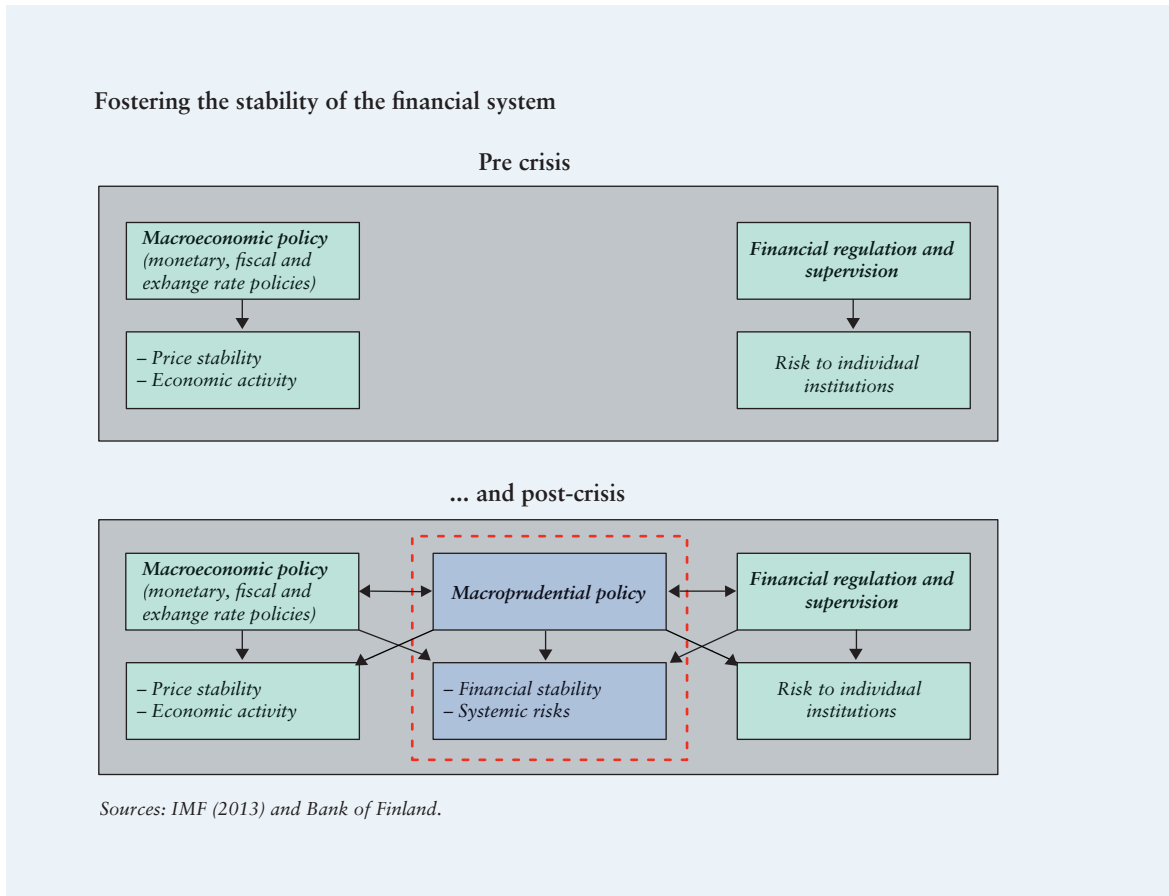 Fostering the stability of the financial system
Pre crisis
Macroeconomic policy
(monetary, fiscal and
exhange rate policies)
Financial regulation and
supervision
– Price stability
– Economic activity
Risk to individual
institutions
... and post-crisis
Macroeconomic policy
(monetary, fiscal and
exhange rate policies)
Macroprudential policy
Financial regulation and
supervision
– Price stability
– Economic activity
– Financial stability
– Systemic risks
Risk to individual
institutions
Sources: IMF (2013) and Bank of Finland.